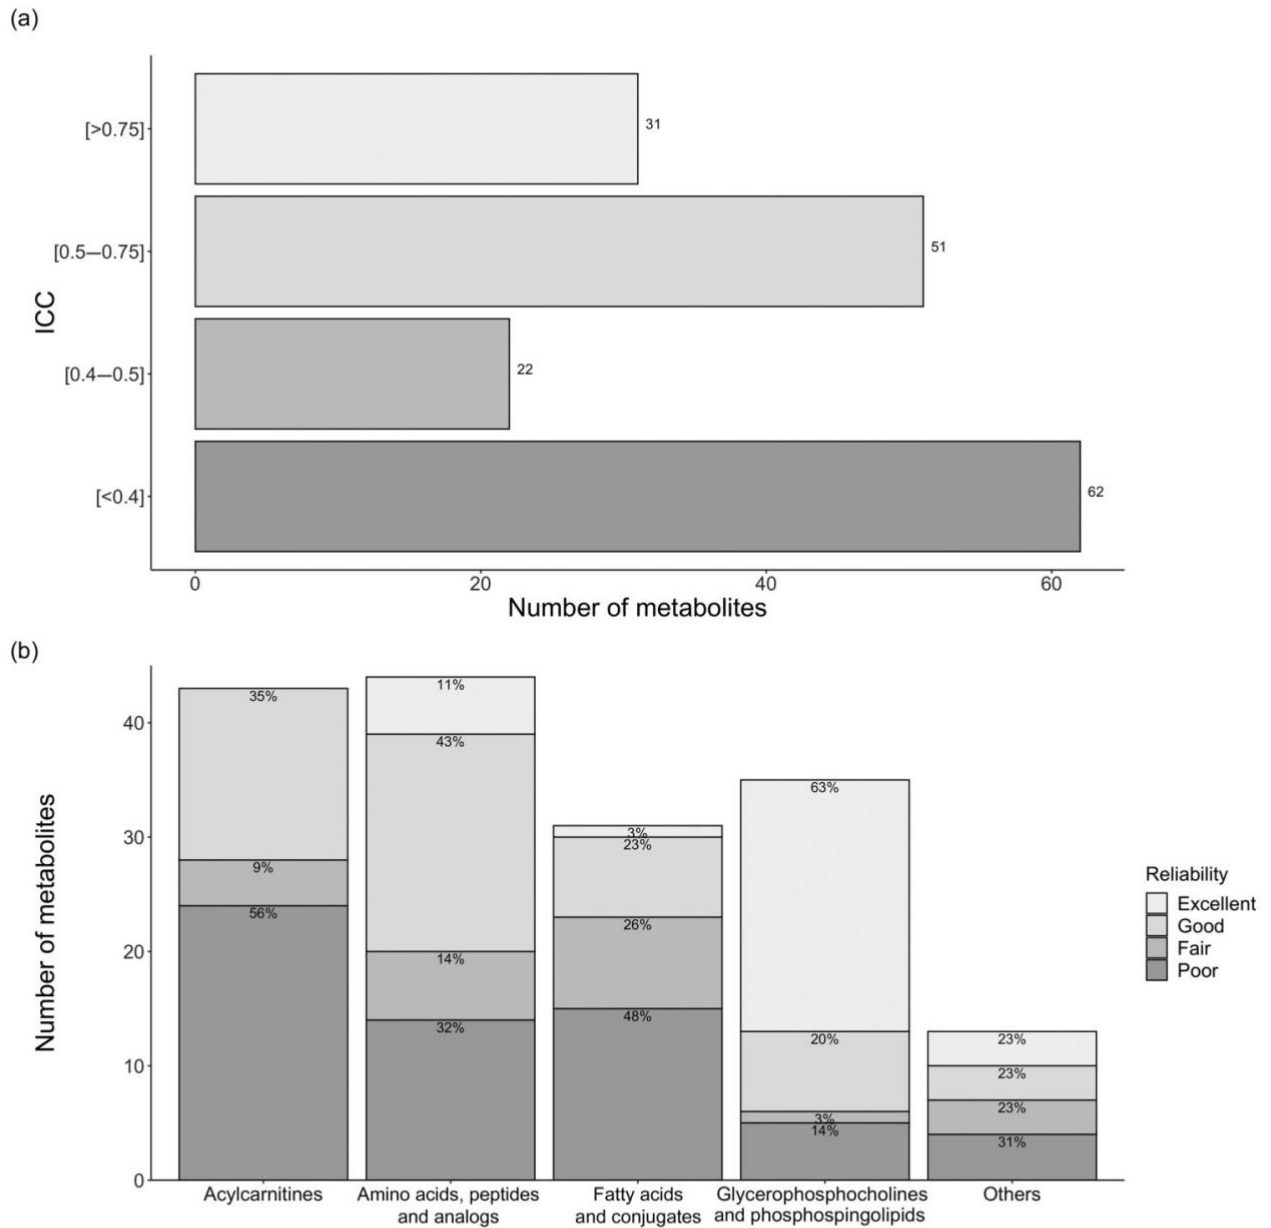 (a)
[>0.75]
31
[0.5—0.75]
51
ICC
[0.4—0.5]
22
[<0.4]
62
0
20
40
60
Number of metabolites
(b)
Number of metabolites
40
30
20
10
0
35%
9%
56%
11%
43%
14%
32%
3%
23%
26%
48%
63%
20%
3%
14%
23%
23%
23%
31%
Acylcarnitines
Amino acids, peptides
and analogs
Fatty acids
and conjugates
Glycerophosphocholines
and phosphospingolipids
Others
Reliability
Excellent
Good
Fair
Poor